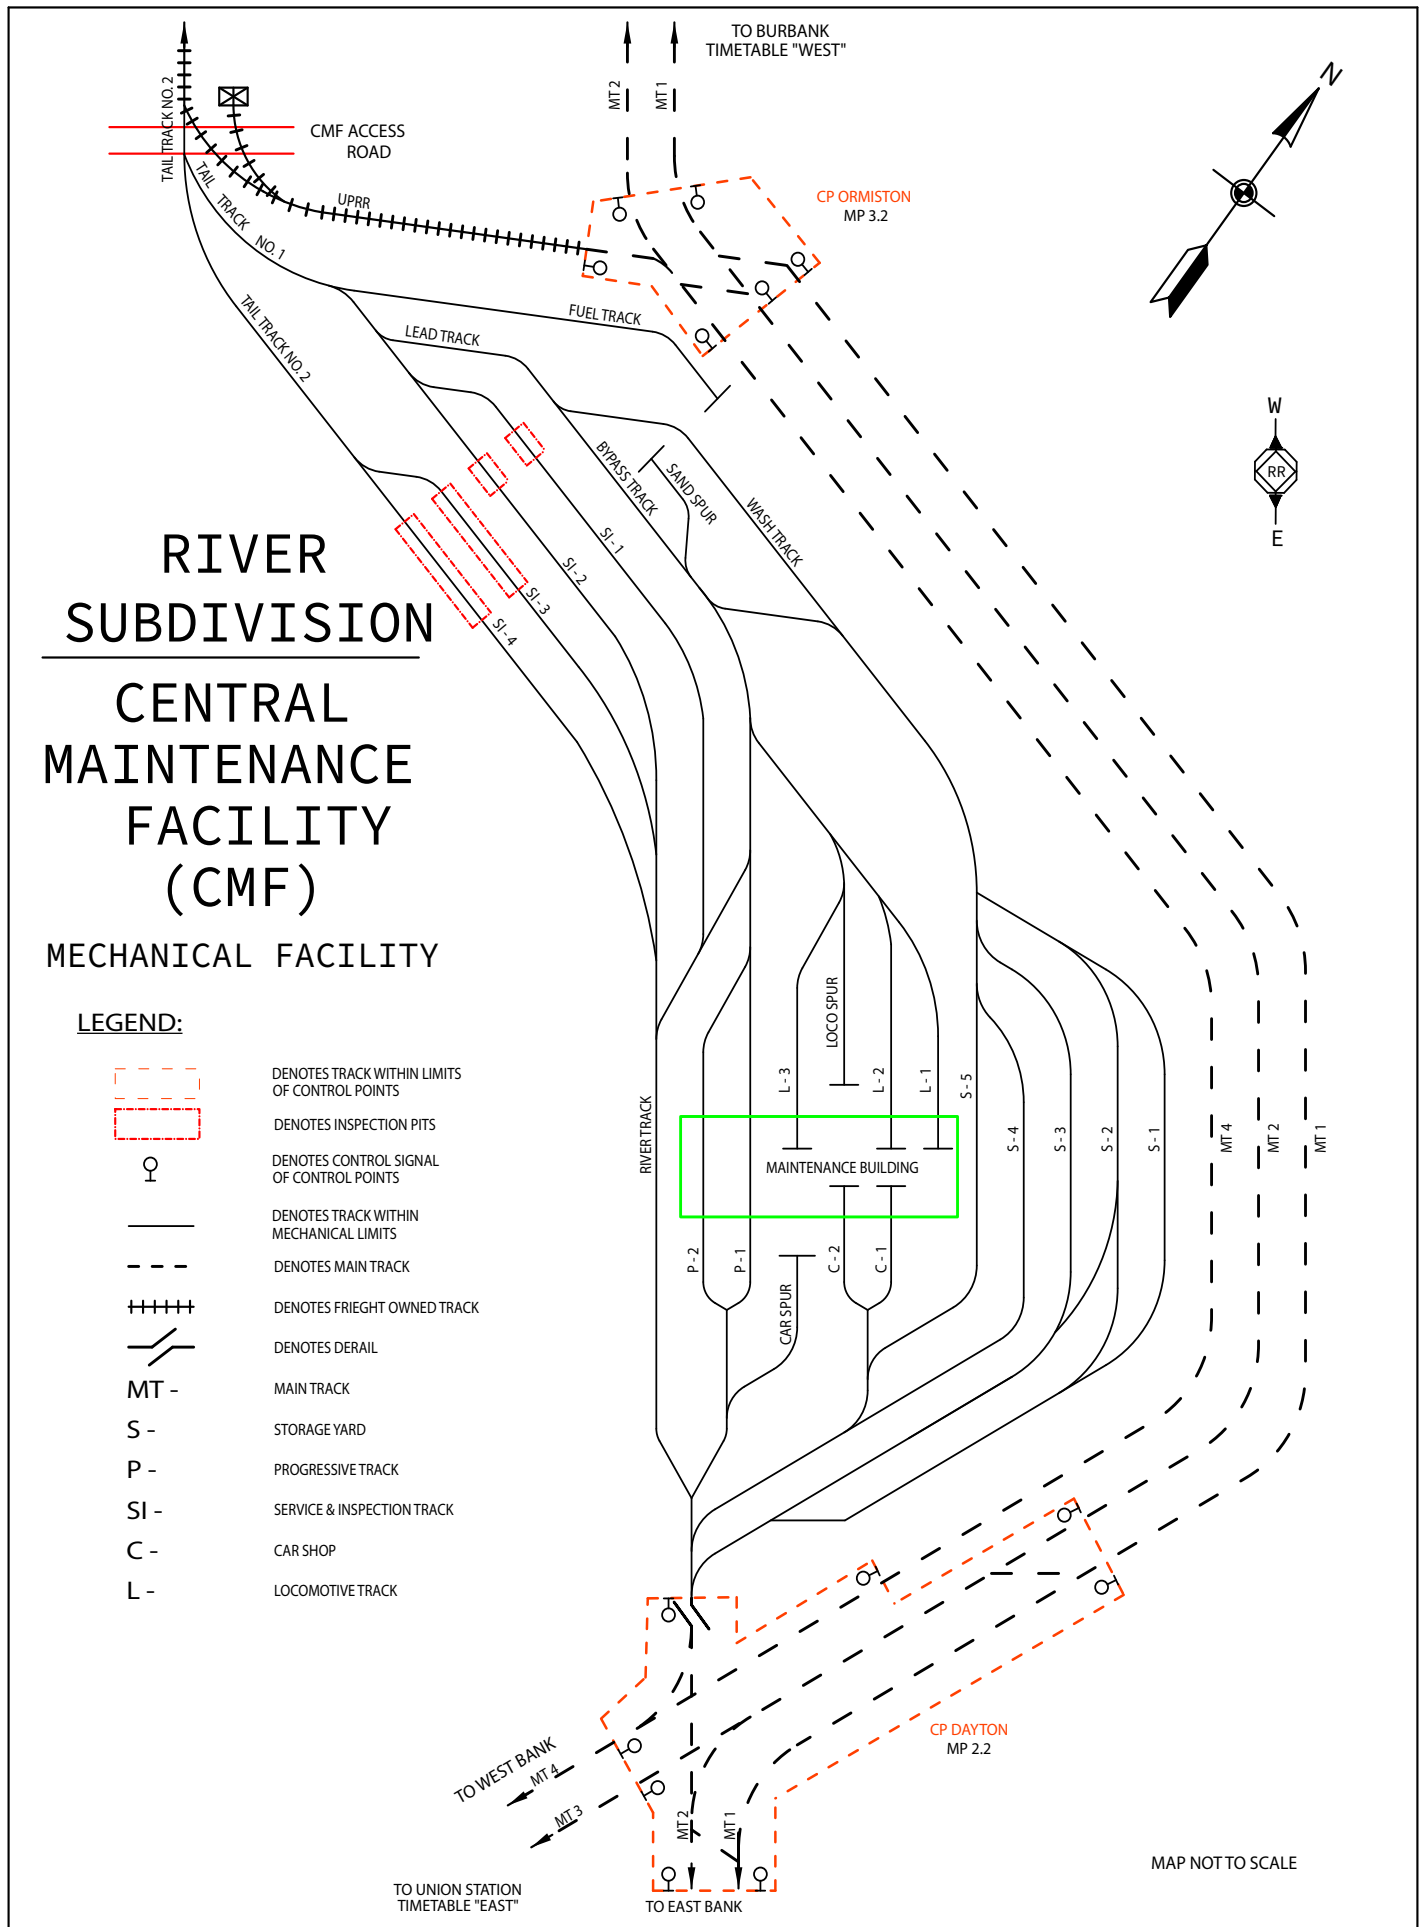 TO BURBANK
TIMETABLE "WEST"
MT 2
MT 1
N
TAIL TRACK NO. 2
CMF ACCESS
ROAD
TAIL TRACK NO. 1
UPRR
CP ORMISTON
MP 3.2
TAIL TRACK NO. 2
FUEL TRACK
LEAD TRACK
W
RR
E
BYPASS TRACK
SAND SPUR
WASH TRACK
SI - 1
SI - 2
SI - 3
SI - 4
RIVER
SUBDIVISION
CENTRAL
MAINTENANCE
FACILITY
(CMF)
MECHANICAL FACILITY
LEGEND:
DENOTES TRACK WITHIN LIMITS
OF CONTROL POINTS
DENOTES INSPECTION PITS
DENOTES CONTROL SIGNAL
OF CONTROL POINTS
DENOTES TRACK WITHIN
MECHANICAL LIMITS
DENOTES MAIN TRACK
DENOTES FRIEGHT OWNED TRACK
DENOTES DERAIL
MT - MAIN TRACK
S - STORAGE YARD
P - PROGRESSIVE TRACK
SI - SERVICE & INSPECTION TRACK
C - CAR SHOP
L - LOCOMOTIVE TRACK
RIVER TRACK
L - 3
LOCO SPUR
L - 2
L - 1
S - 5
S - 4
S - 3
S - 2
S - 1
MT 4
MT 2
MT 1
MAINTENANCE BUILDING
P - 2
P - 1
CAR SPUR
C - 2
C - 1
CP DAYTON
MP 2.2
TO WEST BANK
MT 4
MT 3
MT 2
MT 1
TO UNION STATION
TIMETABLE "EAST"
TO EAST BANK
MAP NOT TO SCALE